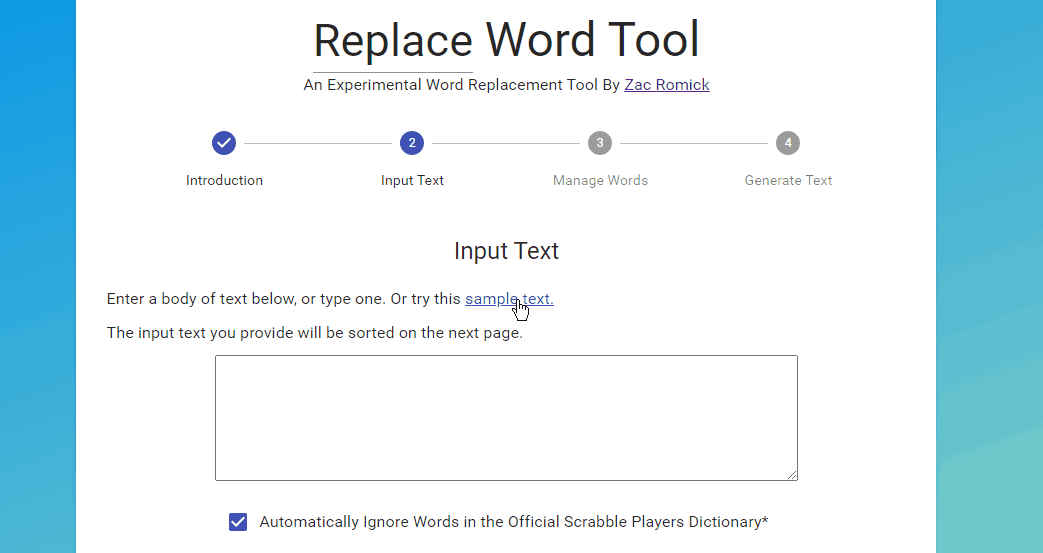 Replace Word Tool
An Experimental Word Replacement Tool By Zac Romick
2 3 4
Introduction Input Text Manage Words Generate Text
Input Text
Enter a body of text below, or type one. Or try this sample text.
The input text you provide will be sorted on the next page.
Automatically Ignore Words in the Official Scrabble Players Dictionary*